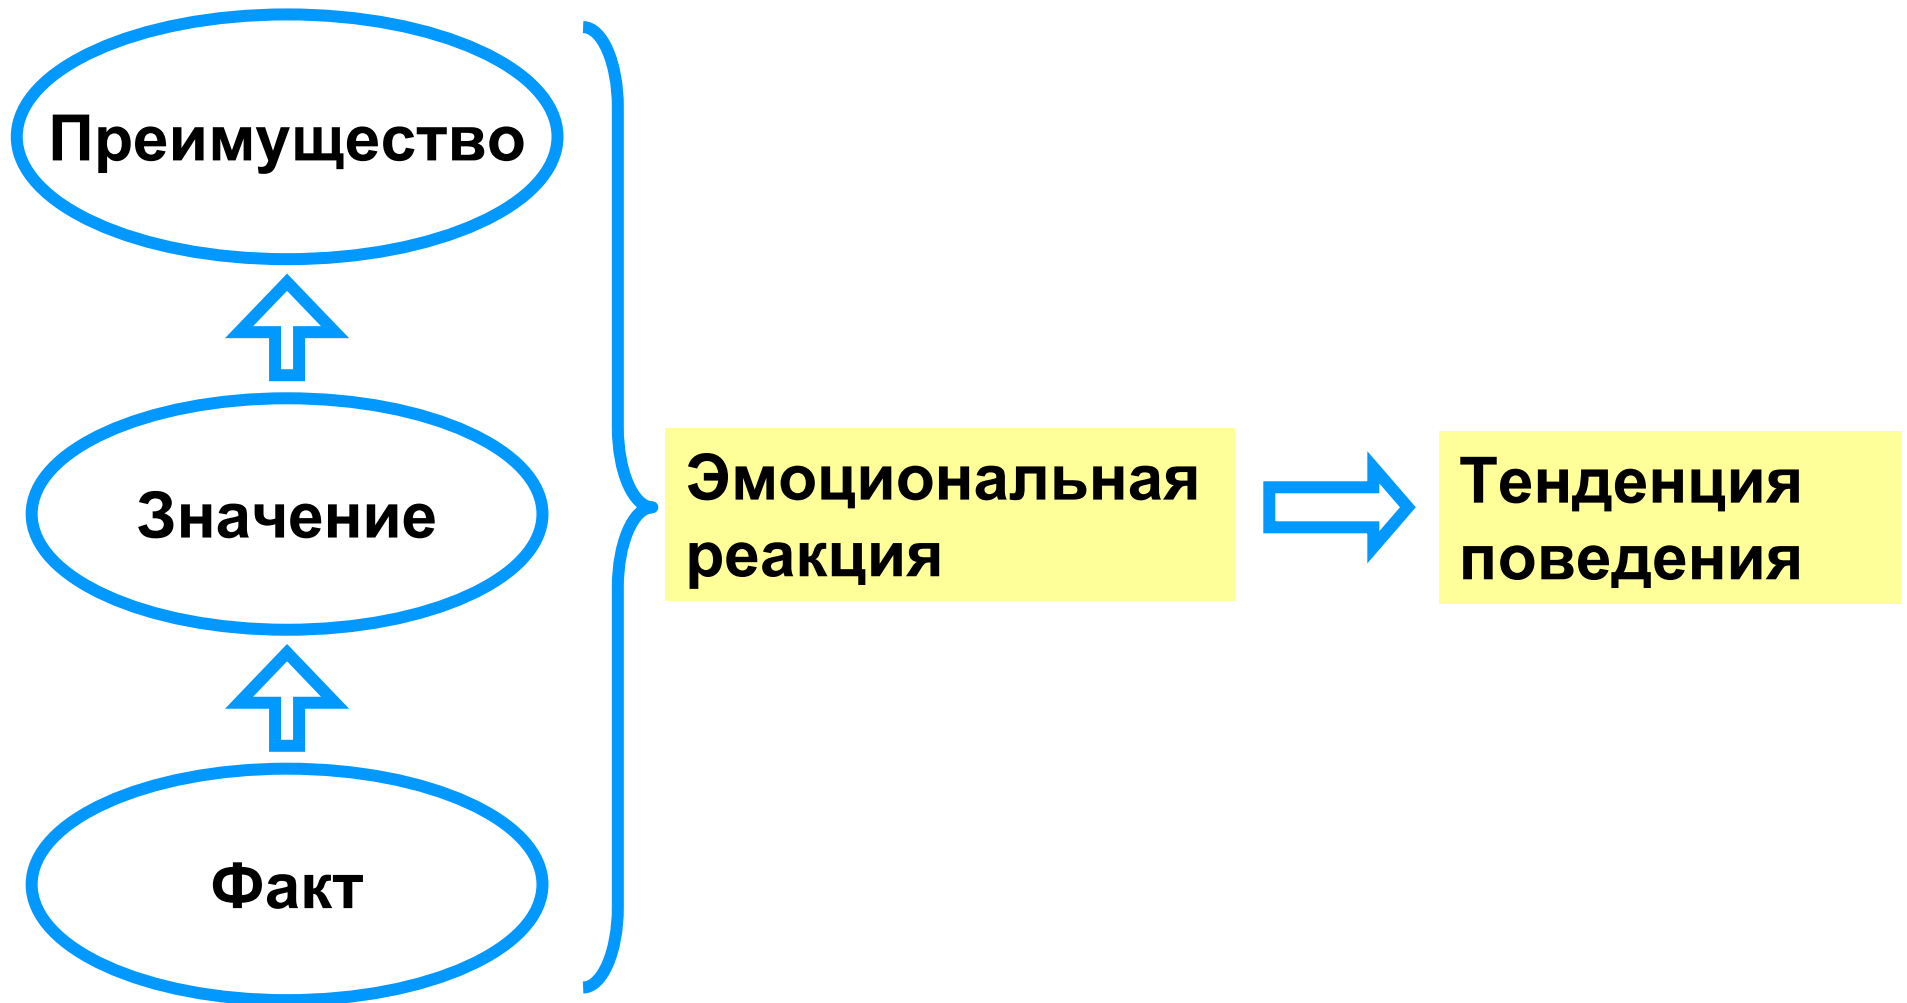 Преимущество
Значение
Факт
Эмоциональная
реакция
Тенденция
поведения